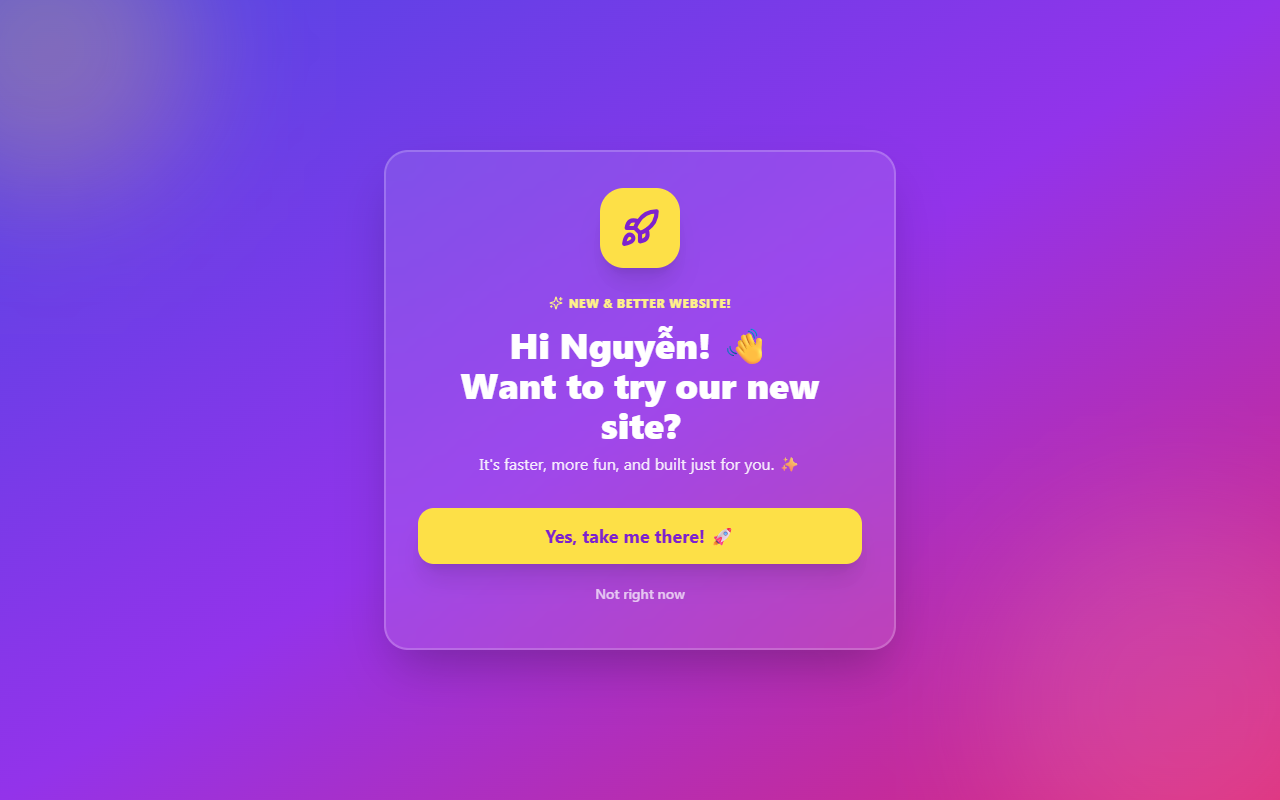 NEW & BETTER WEBSITE!
Hi Nguyễn! 👋
Want to try our new
site?
It's faster, more fun, and built just for you. ✨
Yes, take me there! 🚀
Not right now